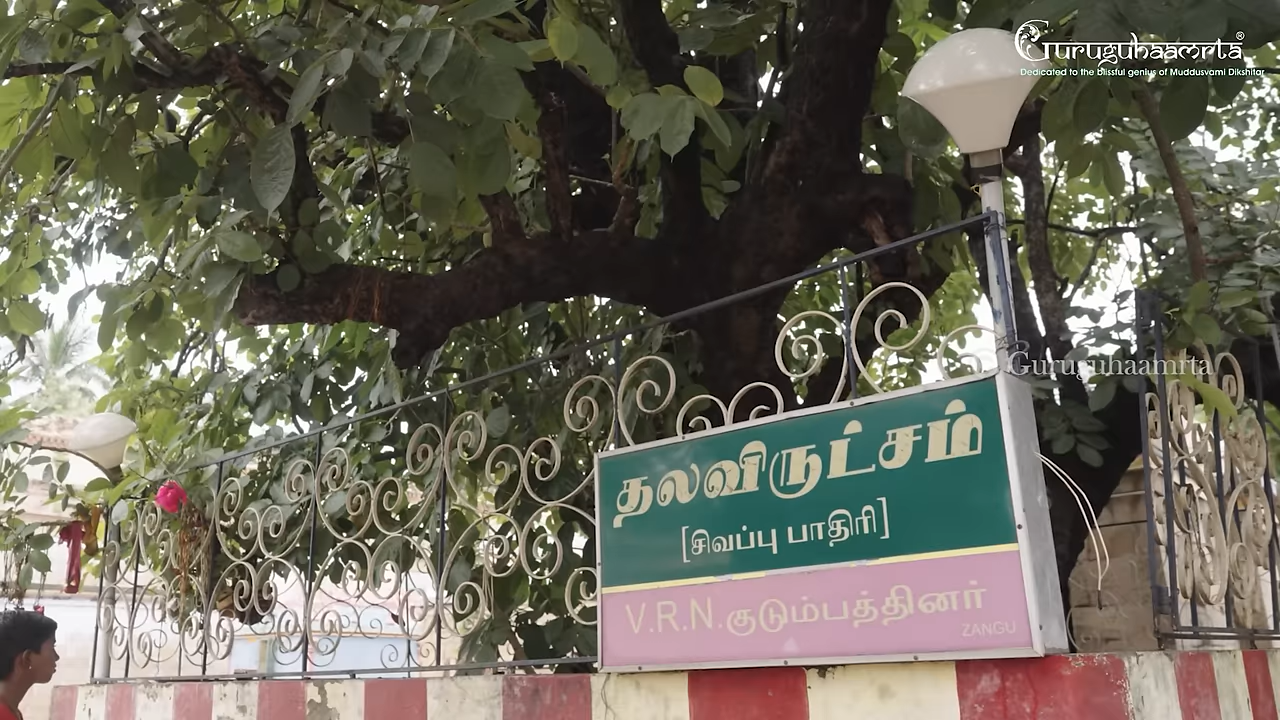 Guruguhaamrta®
Dedicated to the blissful genius of Muddusvami Dikshitar
Guruguhaamrta
தலவிருட்சம்
[சிவப்பு பாதிரி]
V.R.N.குடும்பத்தினர்
ZANGU